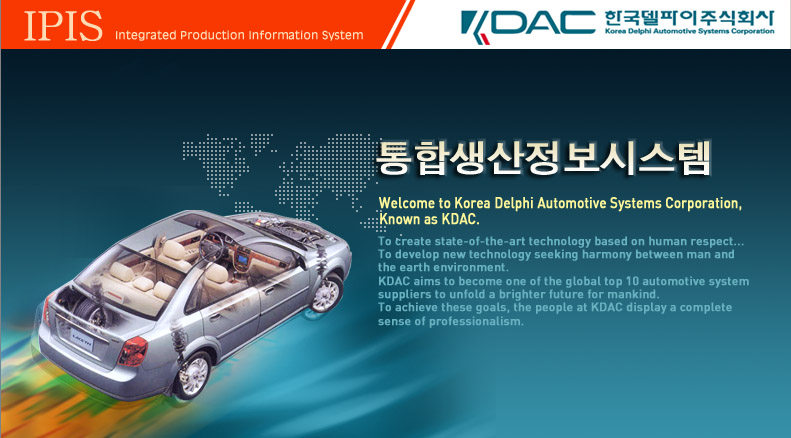 IPIS Integrated Production Information System
KDAC 한국델파이주식회사
Korea Delphi Automotive Systems Corporation
통합생산정보시스템
Welcome to Korea Delphi Automotive Systems Corporation,
Known as KDAC.
To create state-of-the-art technology based on human respect...
To develop new technology seeking harmony between man and
the earth environment.
KDAC aims to become one of the global top 10 automotive system
suppliers to unfold a brighter future for mankind.
To achieve these goals, the people at KDAC display a complete
sense of professionalism.